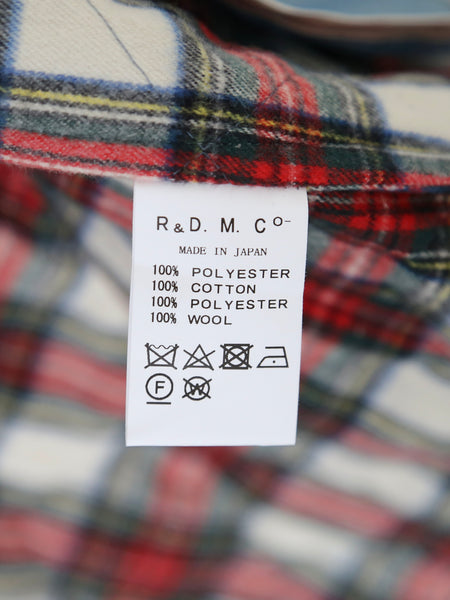 R & D. M. Co-
MADE IN JAPAN
100% POLYESTER
100% COTTON
100% POLYESTER
100% WOOL
F W